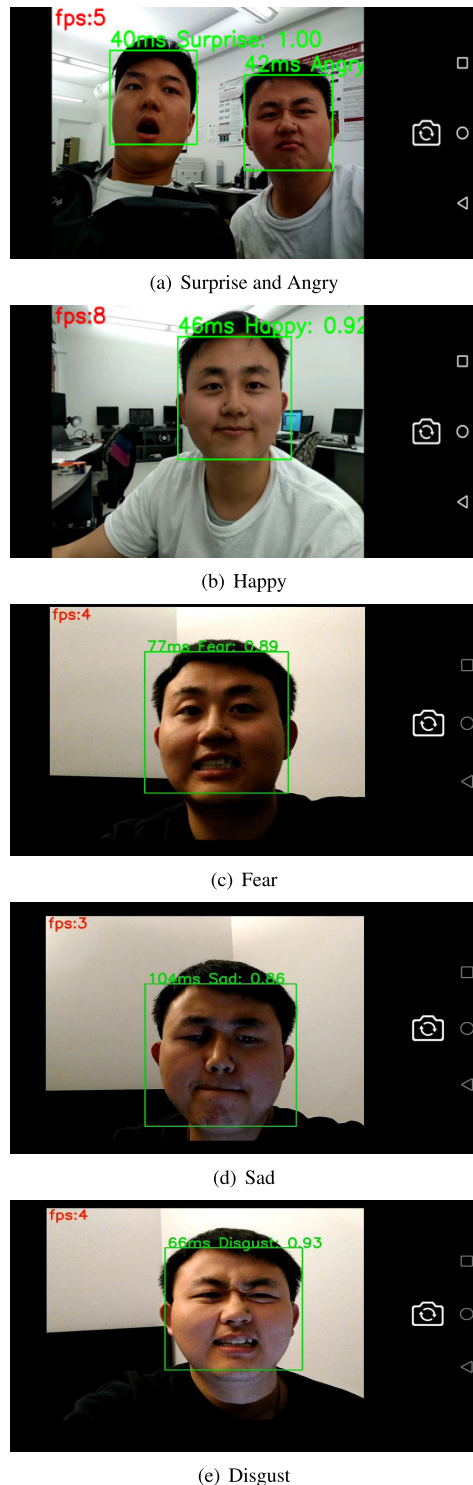 fps:5
40ms Surprise: 1.00
42ms Angry
(a) Surprise and Angry
fps:8
46ms Happy: 0.92
(b) Happy
fps:4
77ms Fear: 0.89
(c) Fear
fps:3
104ms Sad: 0.86
(d) Sad
fps:4
66ms Disgust: 0.93
(e) Disgust